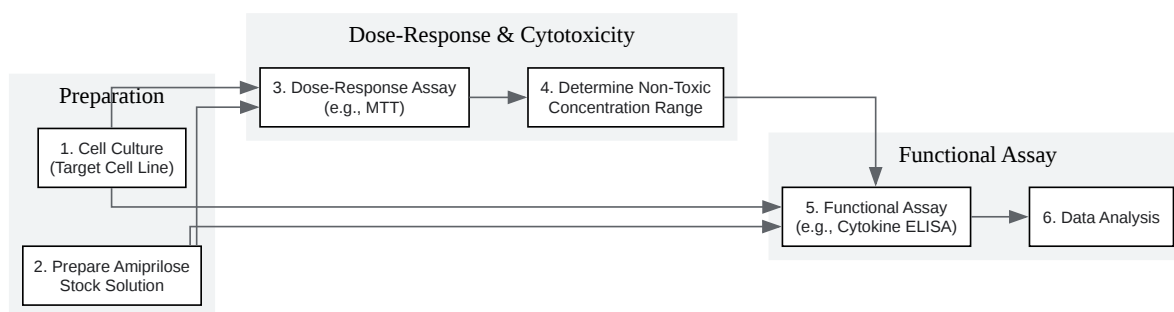 Preparation
1. Cell Culture
(Target Cell Line)
2. Prepare Amiprilose
Stock Solution
Dose-Response & Cytotoxicity
3. Dose-Response Assay
(e.g., MTT)
4. Determine Non-Toxic
Concentration Range
Functional Assay
5. Functional Assay
(e.g., Cytokine ELISA)
6. Data Analysis